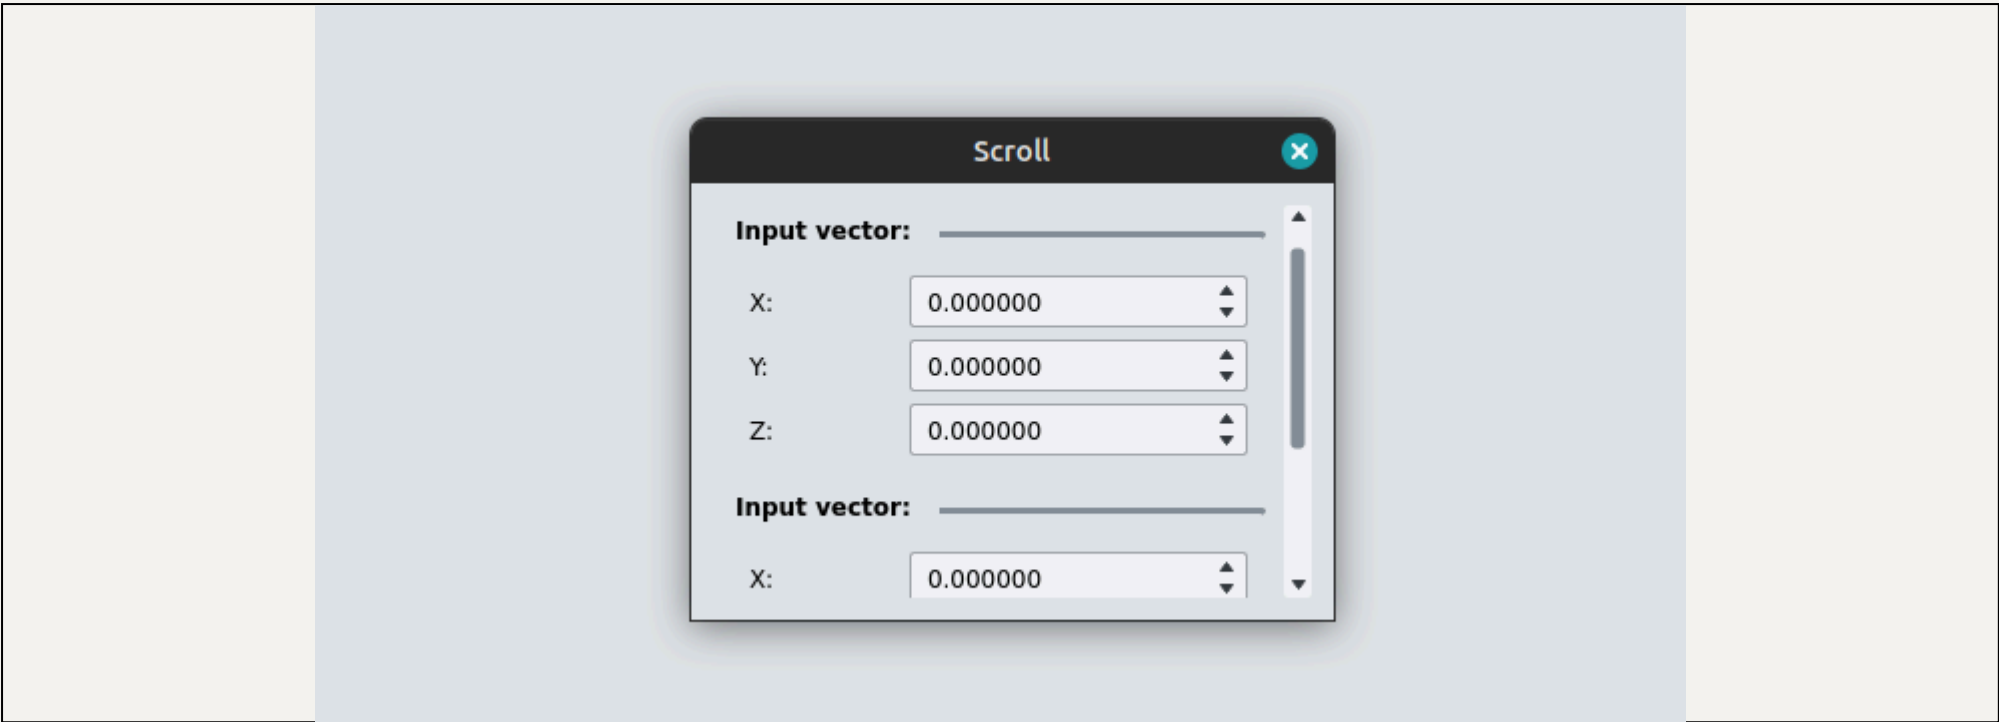 Scroll
Input vector:
X: 0.000000
Y: 0.000000
Z: 0.000000
Input vector:
X: 0.000000